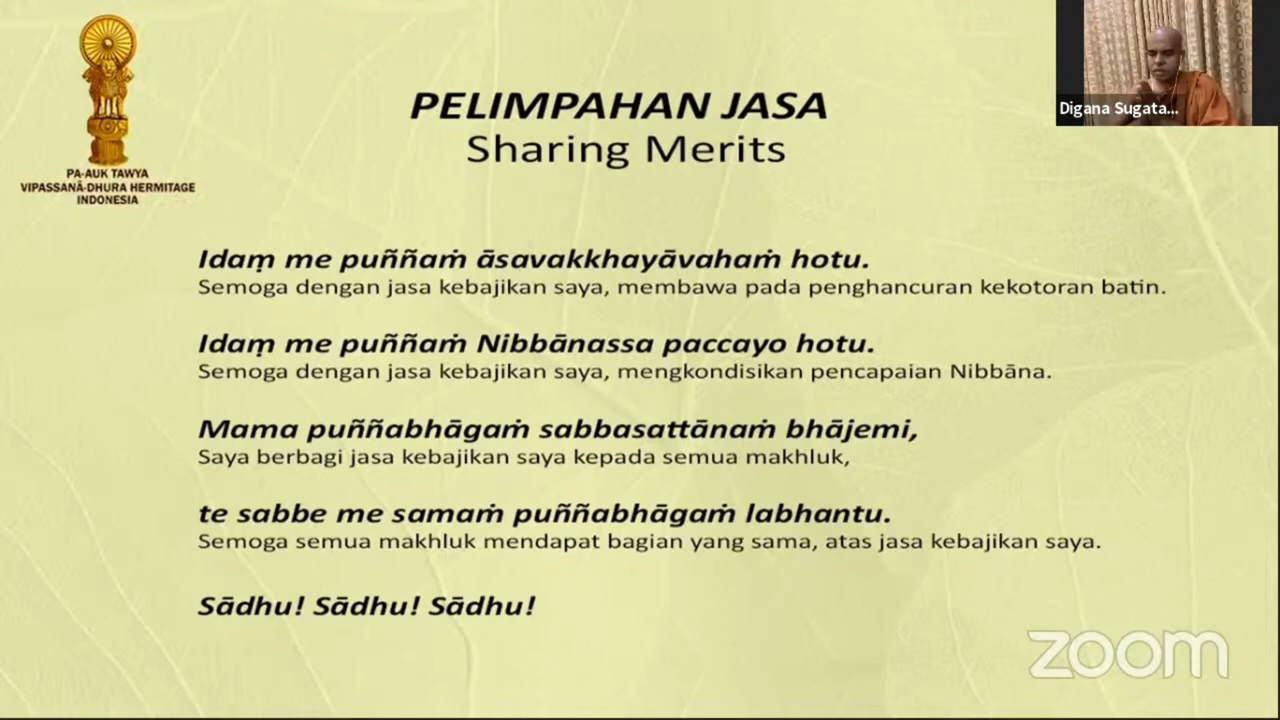 PA-AUK TAWYA
VIPASSANĀ-DHURA HERMITAGE
INDONESIA
Digana Sugata...
PELIMPAHAN JASA
Sharing Merits
Idaṃ me puññaṁ āsavakkhayāvahaṁ hotu.
Semoga dengan jasa kebajikan saya, membawa pada penghancuran kekotoran batin.
Idaṃ me puññaṁ Nibbānassa paccayo hotu.
Semoga dengan jasa kebajikan saya, mengkondisikan pencapaian Nibbāna.
Mama puññabhāgaṁ sabbasattānaṁ bhājemi,
Saya berbagi jasa kebajikan saya kepada semua makhluk,
te sabbe me samaṁ puññabhāgaṁ labhantu.
Semoga semua makhluk mendapat bagian yang sama, atas jasa kebajikan saya.
Sādhu! Sādhu! Sādhu!
zoom